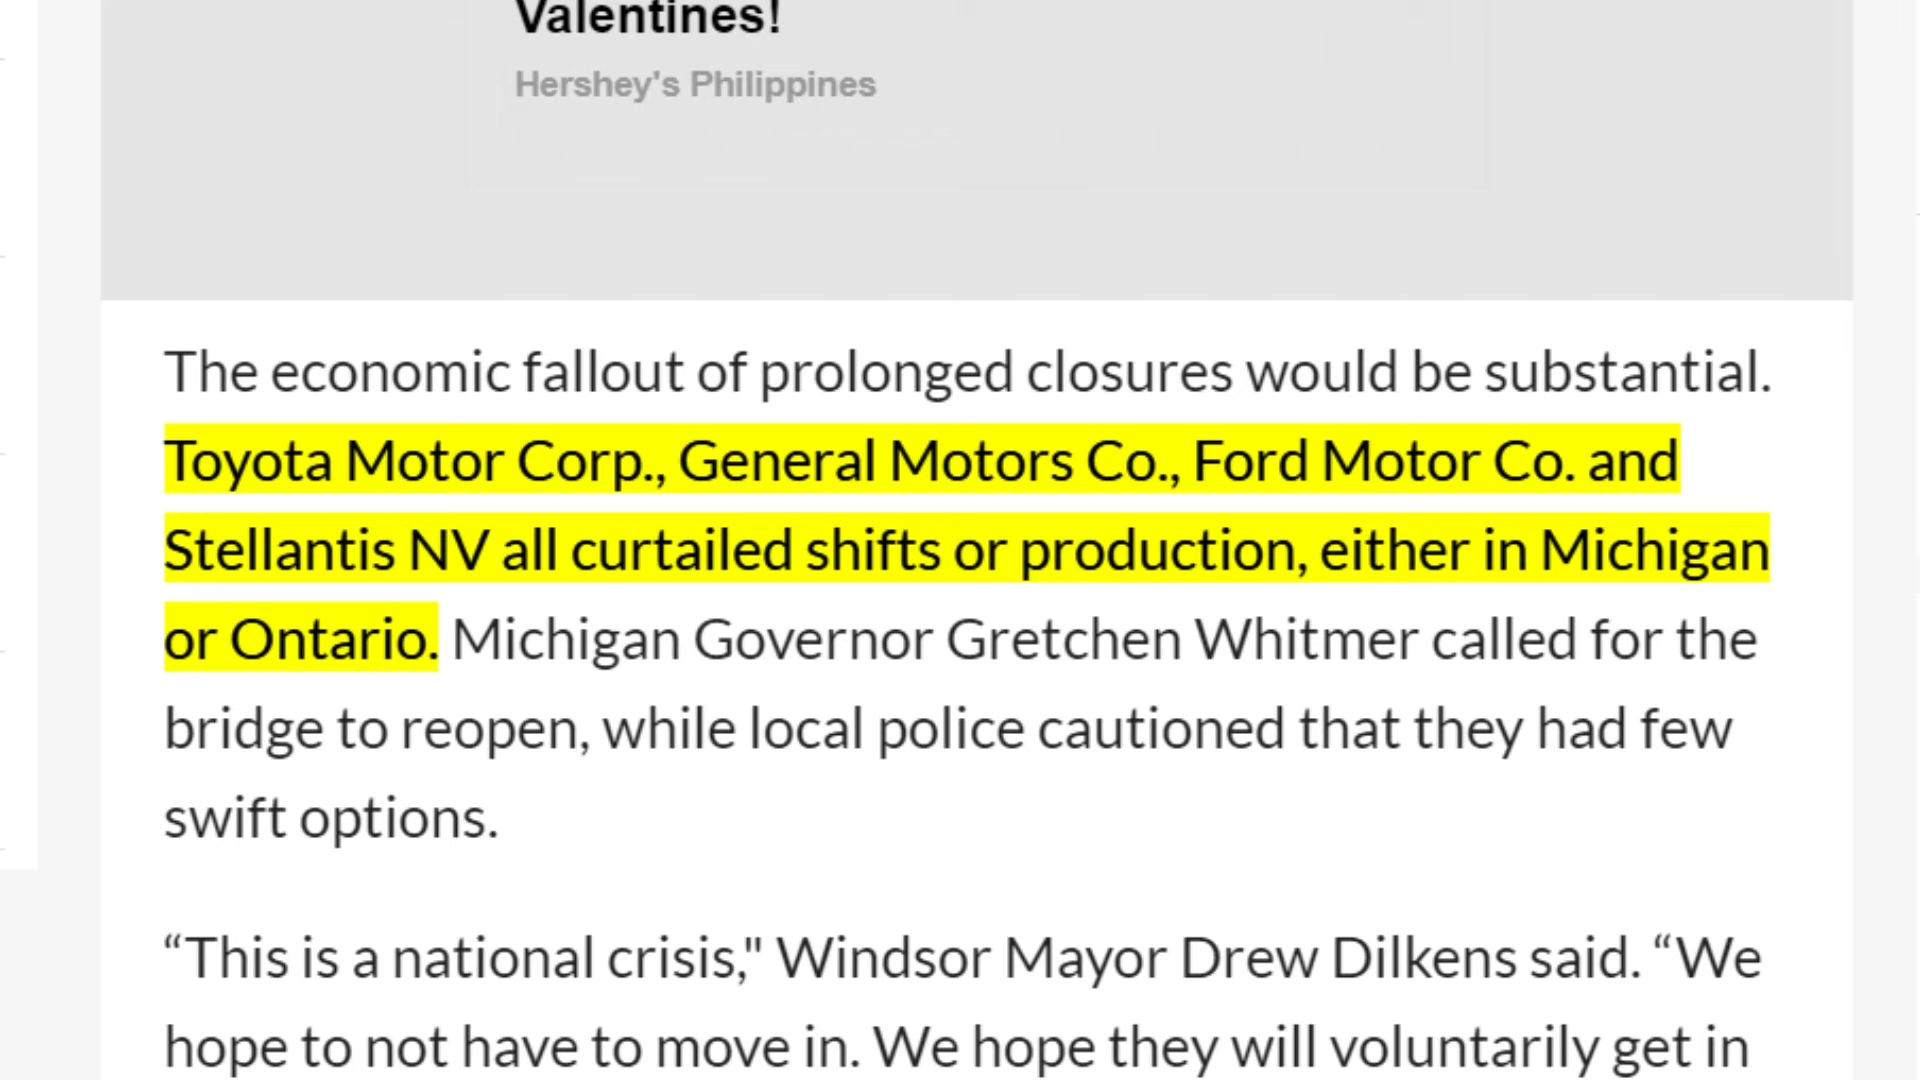 Valentines!
Hershey's Philippines
The economic fallout of prolonged closures would be substantial.
Toyota Motor Corp., General Motors Co., Ford Motor Co. and
Stellantis NV all curtailed shifts or production, either in Michigan
or Ontario. Michigan Governor Gretchen Whitmer called for the
bridge to reopen, while local police cautioned that they had few
swift options.
“This is a national crisis," Windsor Mayor Drew Dilkens said. “We
hope to not have to move in. We hope they will voluntarily get in